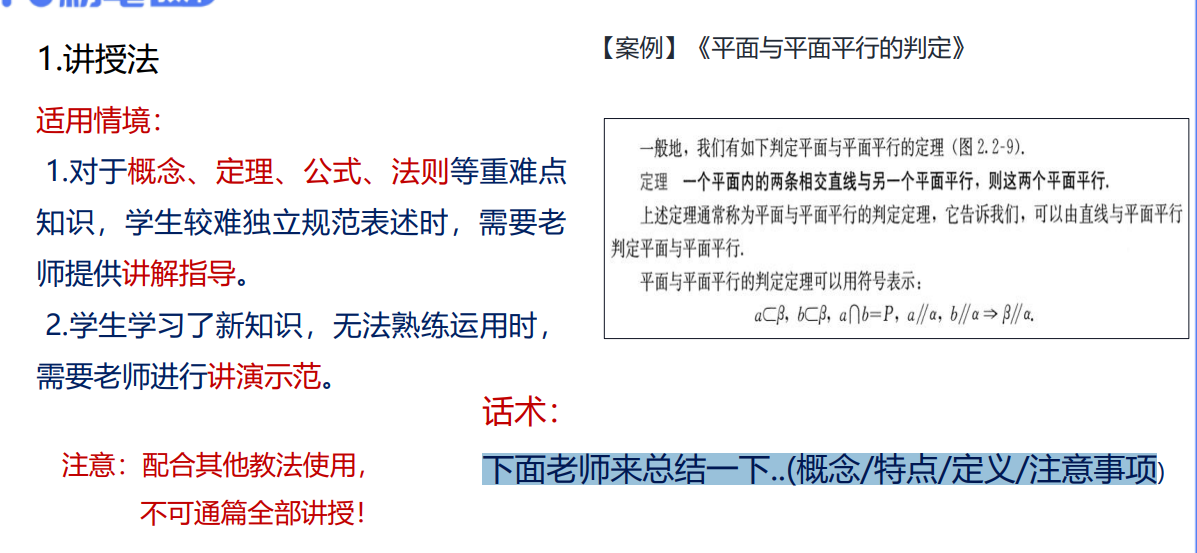 1.讲授法
适用情境：
1.对于概念、定理、公式、法则等重难点
知识，学生较难独立规范表述时，需要老
师提供讲解指导。
2.学生学习了新知识，无法熟练运用时，
需要老师进行讲演示范。
注意：配合其他教法使用，
不可通篇全部讲授！
【案例】《平面与平面平行的判定》
一般地，我们有如下判定平面与平面平行的定理（图 2.2-9）.
定理 一个平面内的两条相交直线与另一个平面平行，则这两个平面平行.
上述定理通常称为平面与平面平行的判定定理，它告诉我们，可以由直线与平面平行
判定平面与平面平行.
平面与平面平行的判定定理可以用符号表示：
a⊂β，b⊂β，a∩b=P，a∥α，b∥α⇒β∥α.
话术：
下面老师来总结一下..(概念/特点/定义/注意事项)